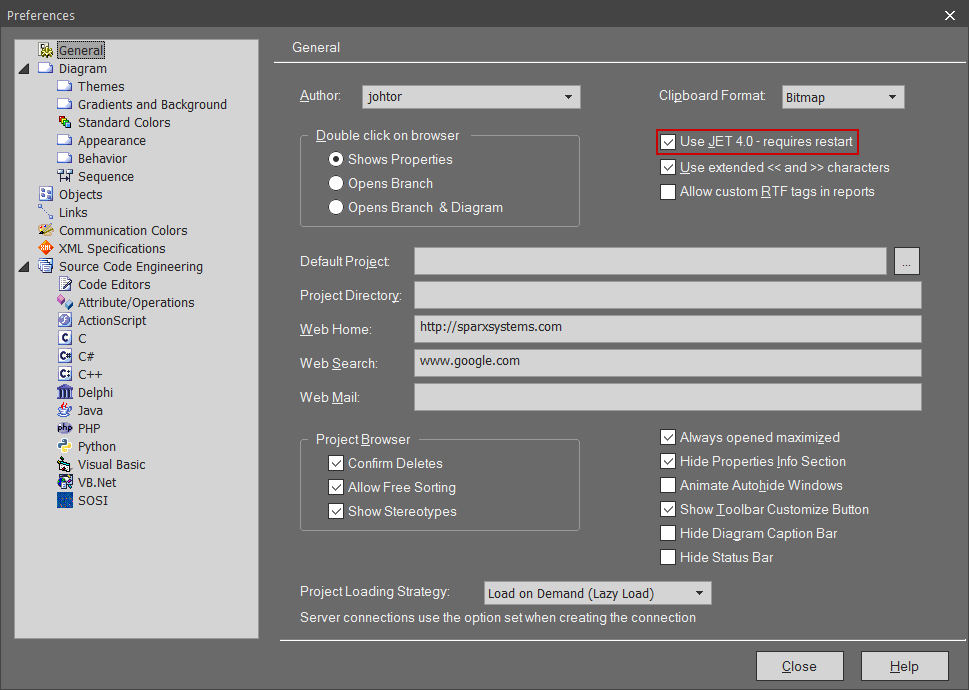 Preferences
General
Diagram
Themes
Gradients and Background
Standard Colors
Appearance
Behavior
Sequence
Objects
Links
Communication Colors
XML Specifications
Source Code Engineering
Code Editors
Attribute/Operations
ActionScript
C
C#
C++
Delphi
Java
PHP
Python
Visual Basic
VB.Net
SOSI
General
Author: johtor
Clipboard Format: Bitmap
Double click on browser
Shows Properties
Opens Branch
Opens Branch & Diagram
Use JET 4.0 - requires restart
Use extended << and >> characters
Allow custom RTF tags in reports
Default Project: ...
Project Directory:
Web Home: http://sparxsystems.com
Web Search: www.google.com
Web Mail:
Project Browser
Confirm Deletes
Allow Free Sorting
Show Stereotypes
Always opened maximized
Hide Properties Info Section
Animate Autohide Windows
Show Toolbar Customize Button
Hide Diagram Caption Bar
Hide Status Bar
Project Loading Strategy: Load on Demand (Lazy Load)
Server connections use the option set when creating the connection
Close
Help